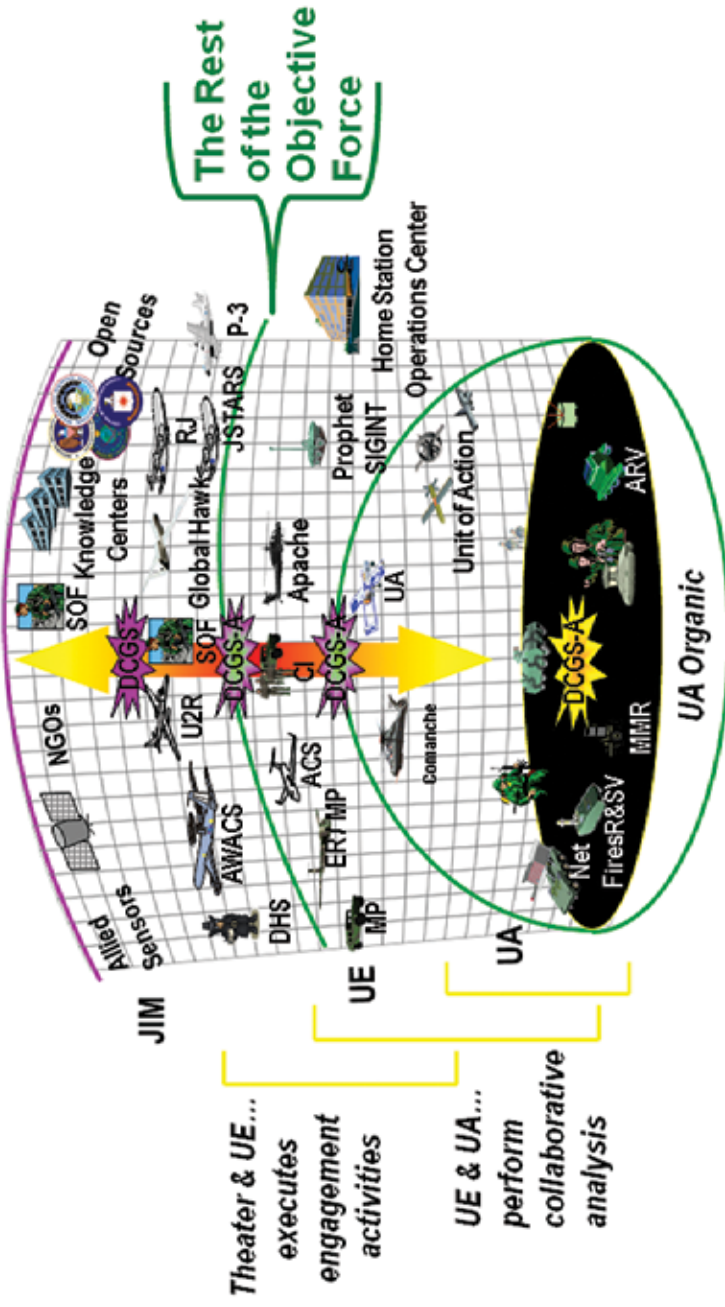 Allied
Sensors
NGOs
SOF
Knowledge
Centers
Open
Sources
JIM
DCGS
DHS
AWACS
U2R
SOF
Global Hawk
RJ
JSTARS
P-3
The Rest
of the
Objective
Force
Theater & UE...
executes
engagement
activities
DCGS-A
UE
MP
ER/MP
ACS
CI
Apache
Prophet
SIGINT
Home Station
Operations Center
DCGS-A
Comanche
UA
Unit of Action
UE & UA...
perform
collaborative
analysis
UA
Net
FiresR&SV
MMR
DCGS-A
ARV
UA Organic